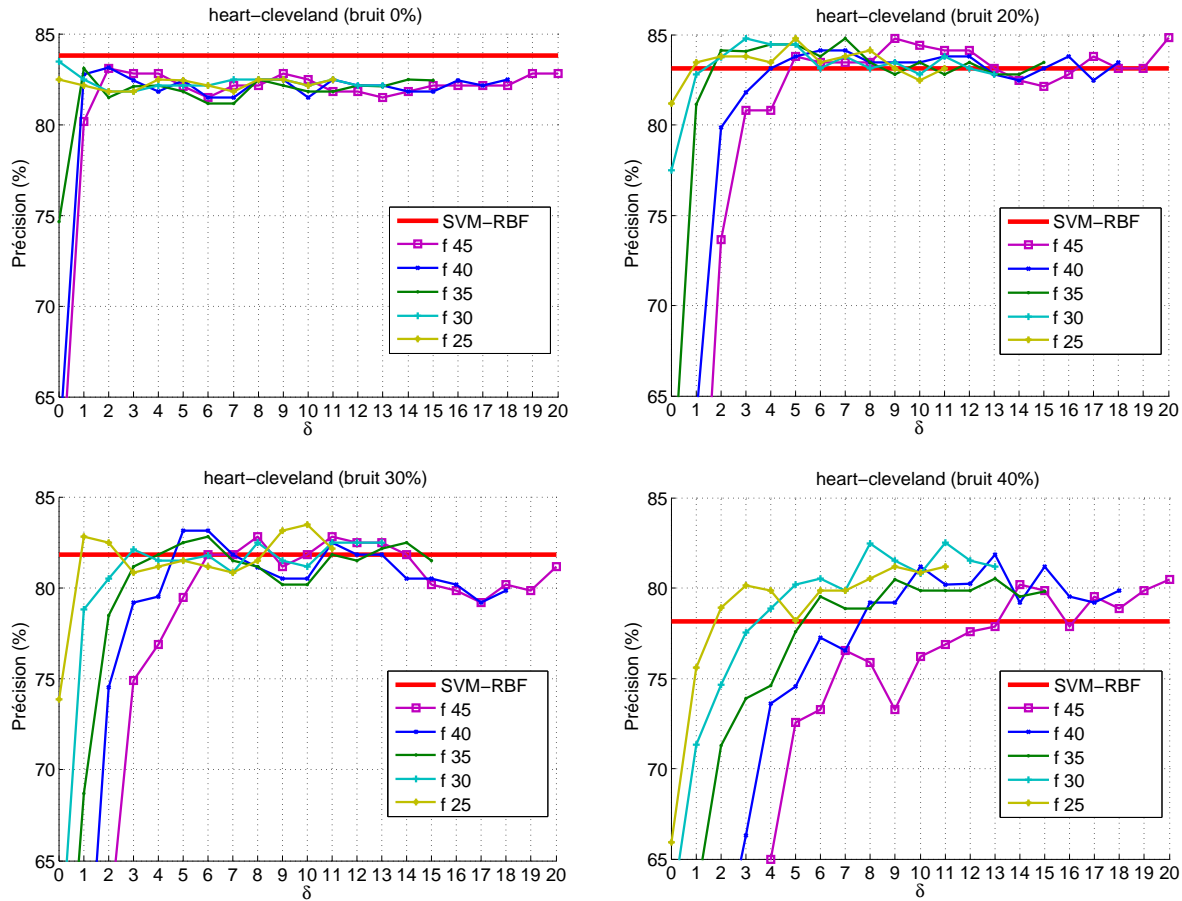 heart−cleveland (bruit 0%)
85
80
75
70
65
Précision (%)
0 1 2 3 4 5 6 7 8 9 10 11 12 13 14 15 16 17 18 19 20
δ
SVM−RBF
f 45
f 40
f 35
f 30
f 25
heart−cleveland (bruit 20%)
85
80
75
70
65
Précision (%)
0 1 2 3 4 5 6 7 8 9 10 11 12 13 14 15 16 17 18 19 20
δ
SVM−RBF
f 45
f 40
f 35
f 30
f 25
heart−cleveland (bruit 30%)
85
80
75
70
65
Précision (%)
0 1 2 3 4 5 6 7 8 9 10 11 12 13 14 15 16 17 18 19 20
δ
SVM−RBF
f 45
f 40
f 35
f 30
f 25
heart−cleveland (bruit 40%)
85
80
75
70
65
Précision (%)
0 1 2 3 4 5 6 7 8 9 10 11 12 13 14 15 16 17 18 19 20
δ
SVM−RBF
f 45
f 40
f 35
f 30
f 25